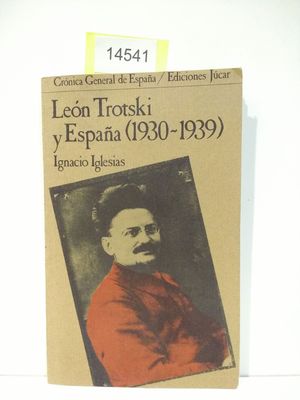 14541
Crónica General de España / Ediciones Júcar
León Trotski
y España (1930-1939)
Ignacio Iglesias